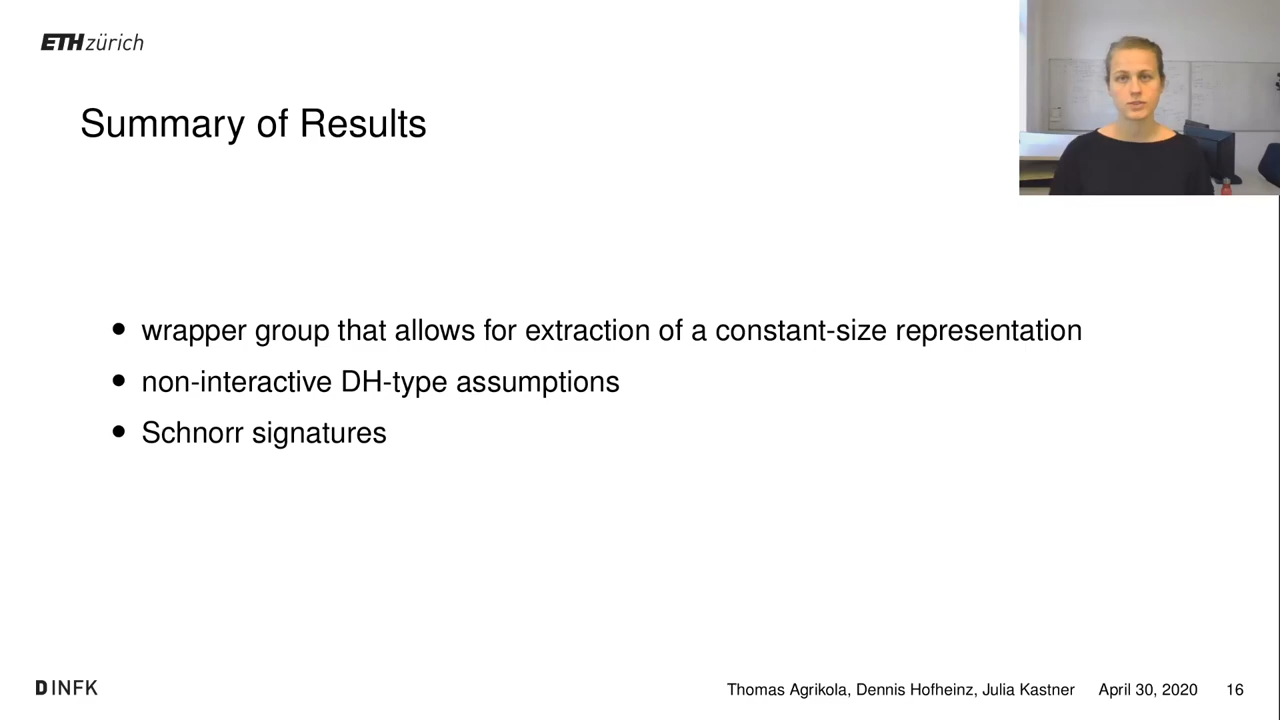 ETH zürich
Summary of Results
• wrapper group that allows for extraction of a constant-size representation
• non-interactive DH-type assumptions
• Schnorr signatures
D INFK
Thomas Agrikola, Dennis Hofheinz, Julia Kastner April 30, 2020 16